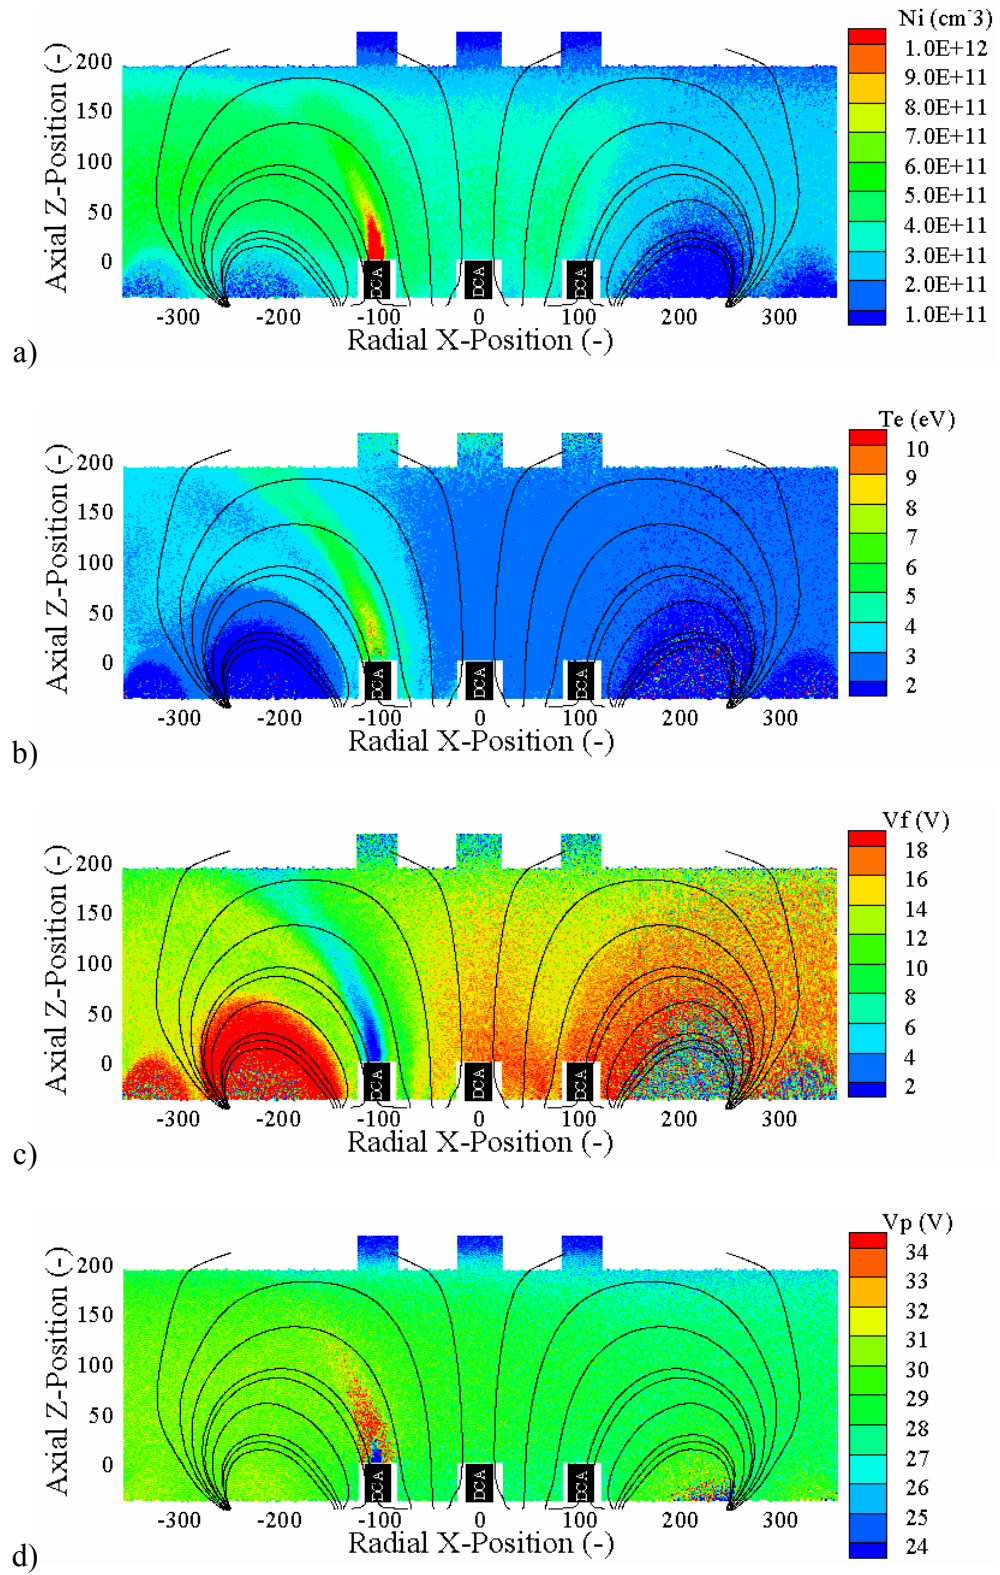 Ni (cm⁻3)
200
150
100
50
0
Axial Z-Position (-)
1.0E+12
9.0E+11
8.0E+11
7.0E+11
6.0E+11
5.0E+11
4.0E+11
3.0E+11
2.0E+11
1.0E+11
DCA DCA DCA
-300 -200 -100 0 100 200 300
Radial X-Position (-)
a)
Te (eV)
200
150
100
50
0
Axial Z-Position (-)
10
9
8
7
6
5
4
3
2
DCA DCA DCA
-300 -200 -100 0 100 200 300
Radial X-Position (-)
b)
Vf (V)
200
150
100
50
0
Axial Z-Position (-)
18
16
14
12
10
8
6
4
2
DCA DCA DCA
-300 -200 -100 0 100 200 300
Radial X-Position (-)
c)
Vp (V)
200
150
100
50
0
Axial Z-Position (-)
34
33
32
31
30
29
28
27
26
25
24
DCA DCA DCA
-300 -200 -100 0 100 200 300
Radial X-Position (-)
d)